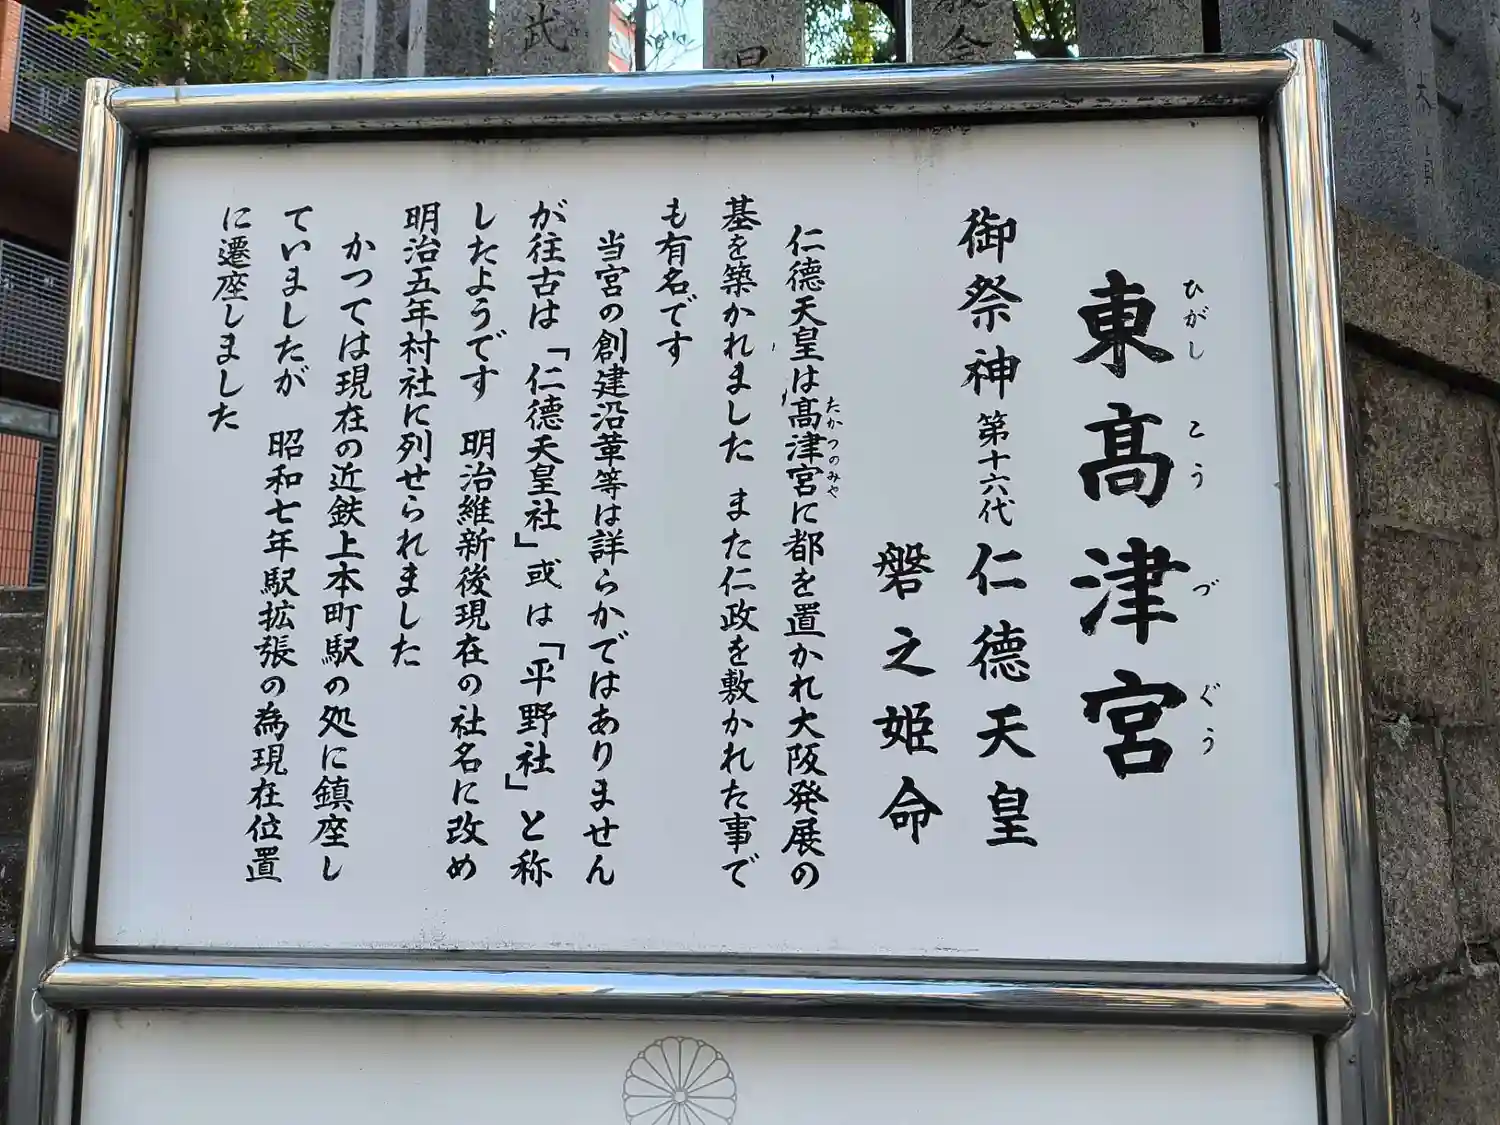 東髙津宮
ひがし こう づ ぐう
御祭神 第十六代 仁徳天皇
磐之姫命
仁徳天皇は髙津宮に都を置かれ大阪発展の
たかつのみや
基を築かれました また仁政を敷かれた事で
も有名です
当宮の創建沿革等は詳らかではありません
が往古は「仁徳天皇社」或は「平野社」と称
したようです 明治維新後現在の社名に改め
明治五年村社に列せられました
かつては現在の近鉄上本町駅の処に鎮座し
ていましたが 昭和七年駅拡張の為現在位置
に遷座しました
武